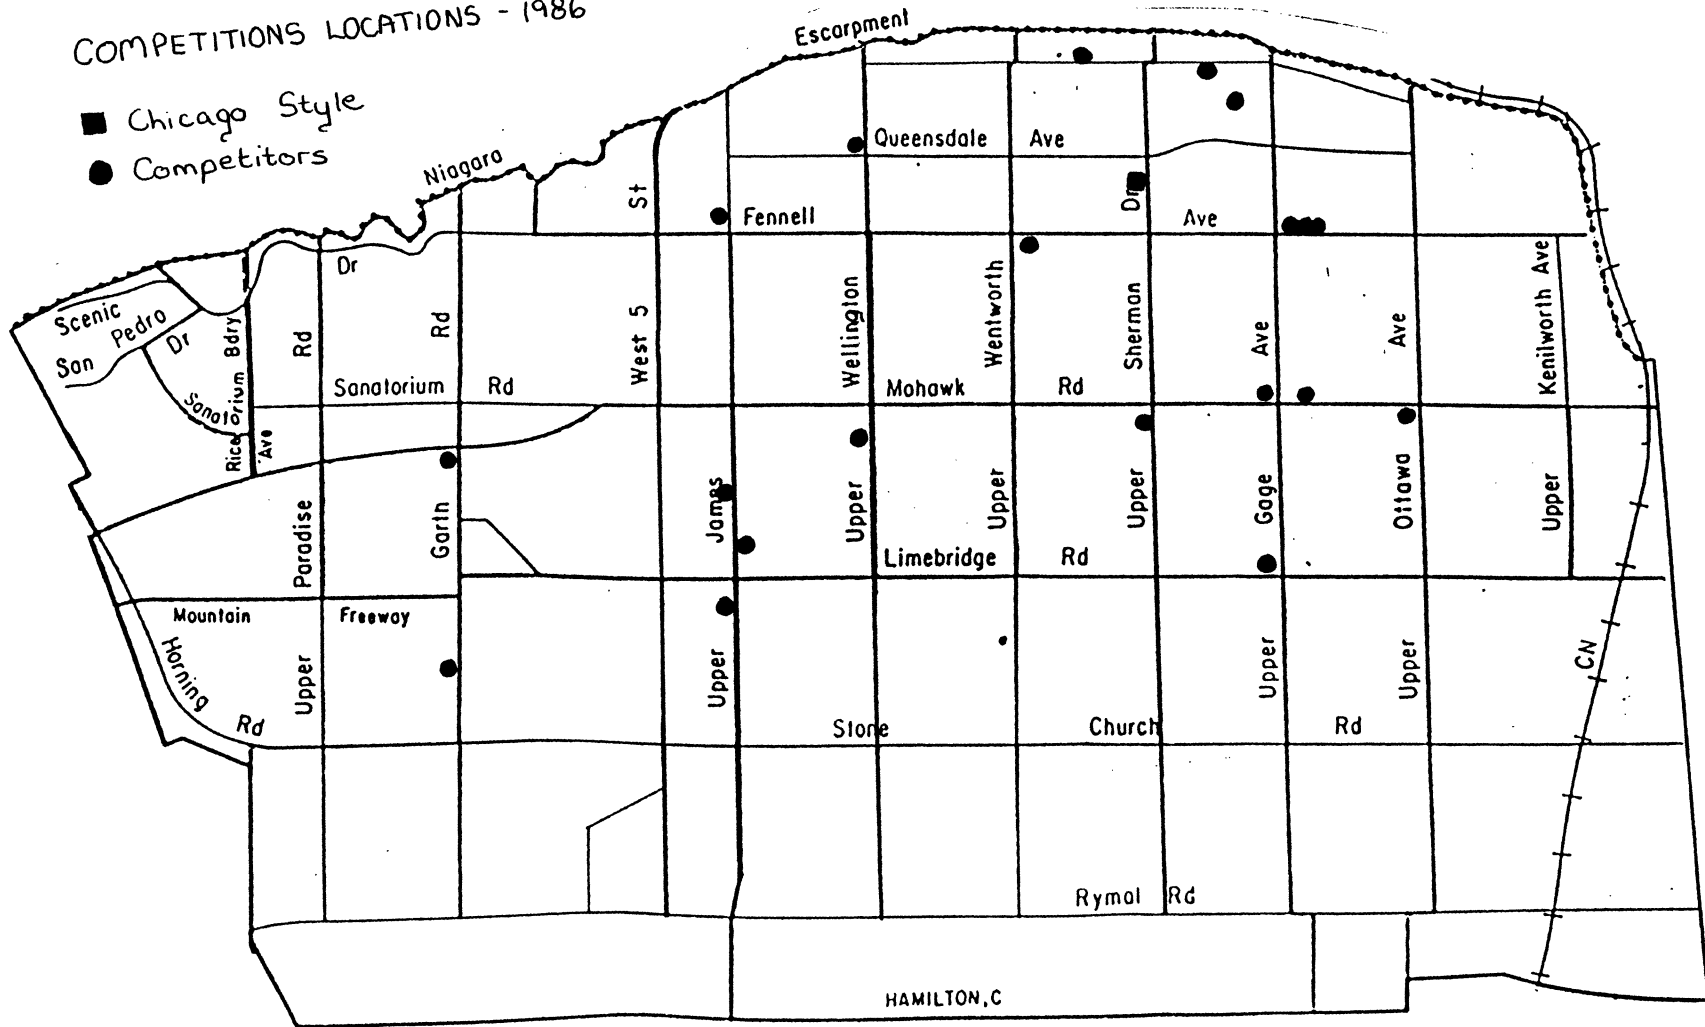 COMPETITIONS LOCATIONS - 1986
Chicago Style
Competitors
Niagara
Escarpment
Queensdale Ave
Fennell Ave
Scenic Dr
San Pedro Dr
Sanatorium
Rice Ave
Bdry
Sanatorium Rd
Mohawk Rd
Limebridge Rd
Mountain Freeway
Horning Rd
Stone Church Rd
Rymal Rd
Upper Paradise Rd
Gartn Rd
West 5 St
Upper James
Upper Wellington
Upper Wentworth
Upper Sherman Dr
Upper Gage Ave
Upper Ottawa Ave
Upper Kenilworth Ave
CN
HAMILTON, C